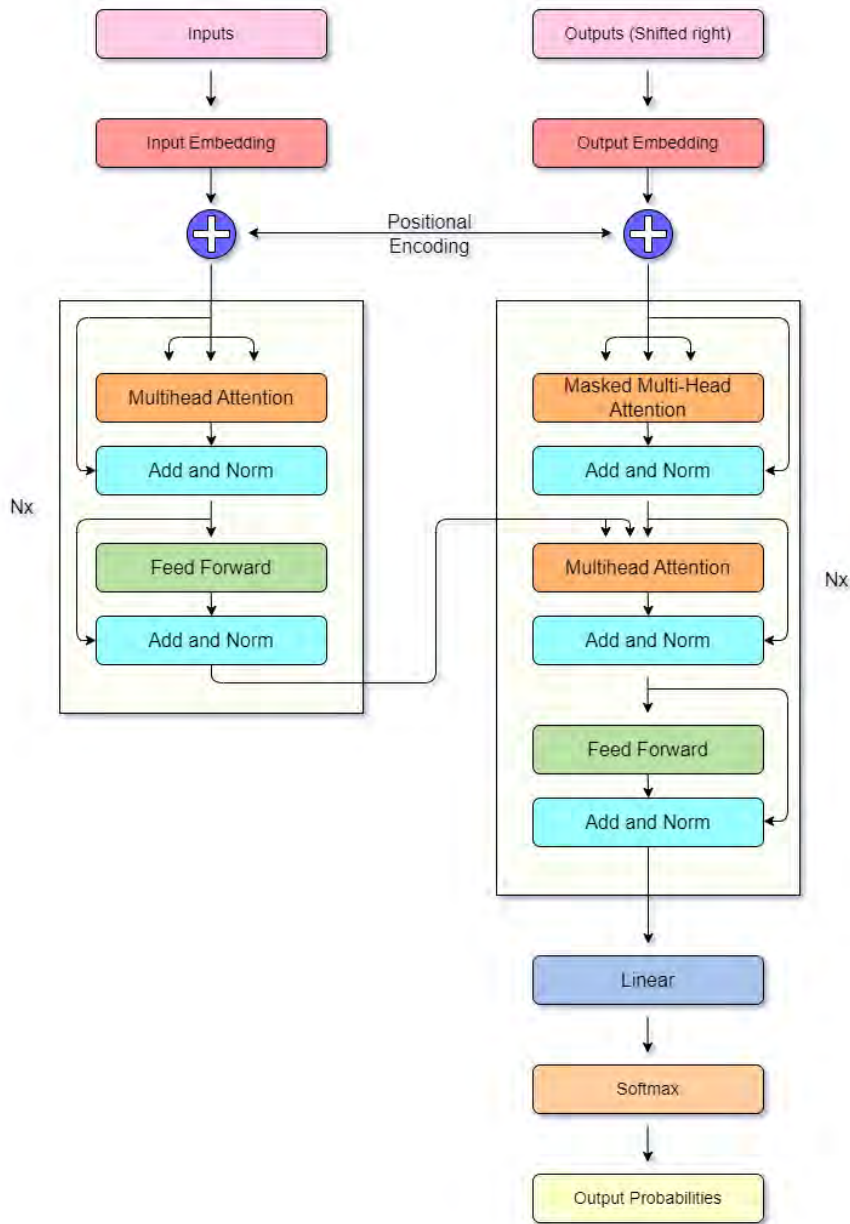 Inputs
Outputs (Shifted right)
Input Embedding
Output Embedding
Positional
Encoding
Multihead Attention
Add and Norm
Nx
Feed Forward
Add and Norm
Masked Multi-Head
Attention
Add and Norm
Multihead Attention
Nx
Add and Norm
Feed Forward
Add and Norm
Linear
Softmax
Output Probabilities